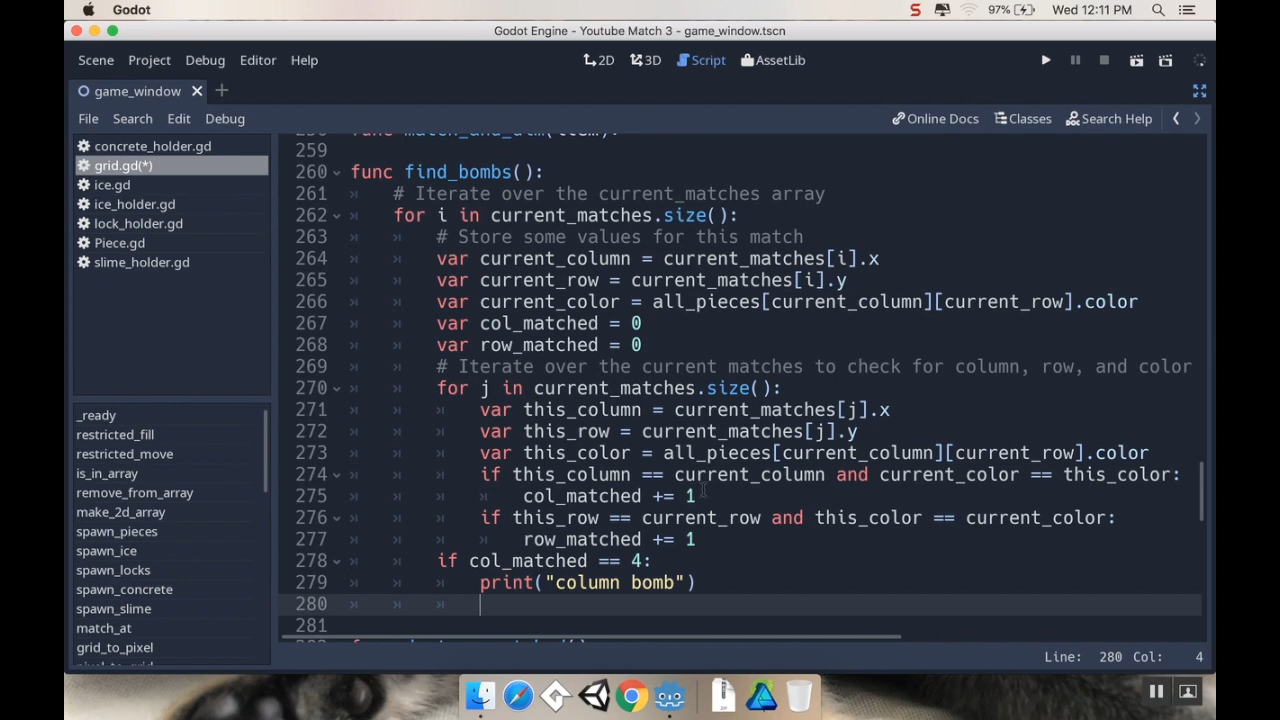 Godot
97%
Wed 12:11 PM
Godot Engine - Youtube Match 3 - game_window.tscn
Scene Project Debug Editor Help
2D 3D Script AssetLib
game_window
File Search Edit Debug
Online Docs Classes Search Help
concrete_holder.gd
grid.gd(*)
ice.gd
ice_holder.gd
lock_holder.gd
Piece.gd
slime_holder.gd
_ready
restricted_fill
restricted_move
is_in_array
remove_from_array
make_2d_array
spawn_pieces
spawn_ice
spawn_locks
spawn_concrete
spawn_slime
match_at
grid_to_pixel
259
260 func find_bombs():
261 # Iterate over the current_matches array
262 for i in current_matches.size():
263 # Store some values for this match
264 var current_column = current_matches[i].x
265 var current_row = current_matches[i].y
266 var current_color = all_pieces[current_column][current_row].color
267 var col_matched = 0
268 var row_matched = 0
269 # Iterate over the current matches to check for column, row, and color
270 for j in current_matches.size():
271 var this_column = current_matches[j].x
272 var this_row = current_matches[j].y
273 var this_color = all_pieces[current_column][current_row].color
274 if this_column == current_column and current_color == this_color:
275 col_matched += 1
276 if this_row == current_row and this_color == current_color:
277 row_matched += 1
278 if col_matched == 4:
279 print("column bomb")
280
281
Line: 280 Col: 4